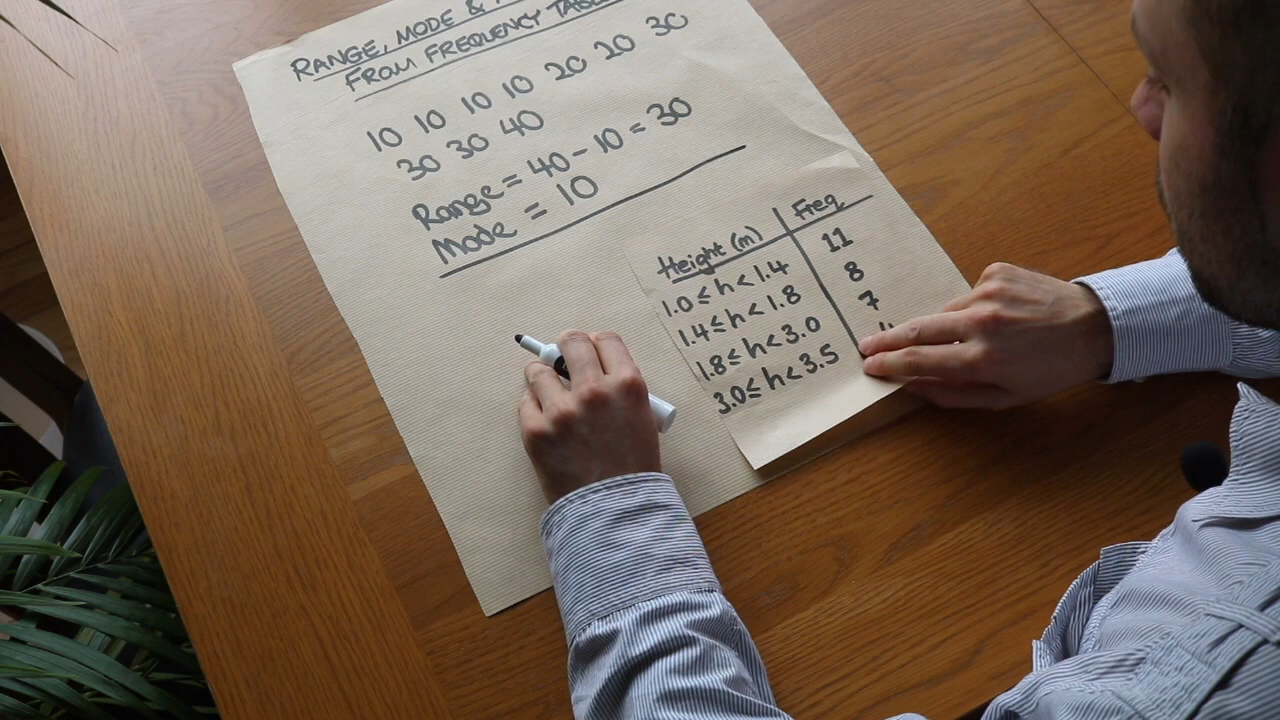 RANGE, MODE &
FROM FREQUENCY TABLE
10 10 10 10 20 20 30
30 30 40
Range = 40 - 10 = 30
Mode = 10
Height (m) Freq
1.0 ≤ h < 1.4 11
1.4 ≤ h < 1.8 8
1.8 ≤ h < 3.0 7
3.0 ≤ h < 3.5